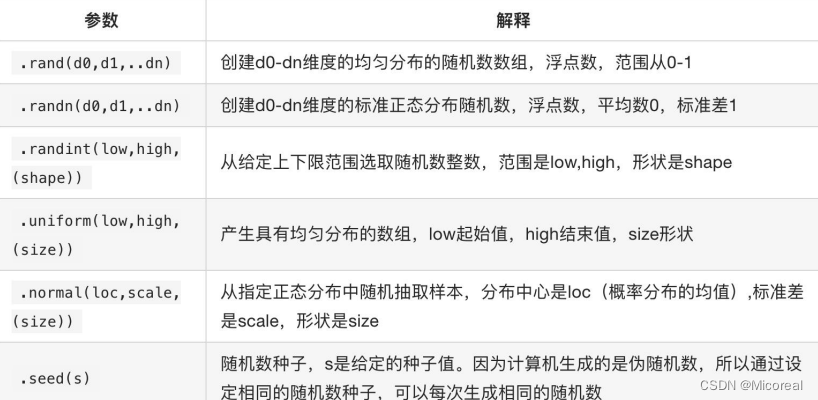 参数 解释
.rand(d0,d1,..dn) 创建d0-dn维度的均匀分布的随机数数组，浮点数，范围从0-1
.randn(d0,d1,..dn) 创建d0-dn维度的标准正态分布随机数，浮点数，平均数0，标准差1
.randint(low,high,
(shape))
从给定上下限范围选取随机数整数，范围是low,high，形状是shape
.uniform(low,high,
(size))
产生具有均匀分布的数组，low起始值，high结束值，size形状
.normal(loc,scale,
(size))
从指定正态分布中随机抽取样本，分布中心是loc（概率分布的均值）,标准差
是scale，形状是size
.seed(s)
随机数种子，s是给定的种子值。因为计算机生成的是伪随机数，所以通过设
定相同的随机数种子，可以每次生成相同的随机数
CSDN @Micoreal